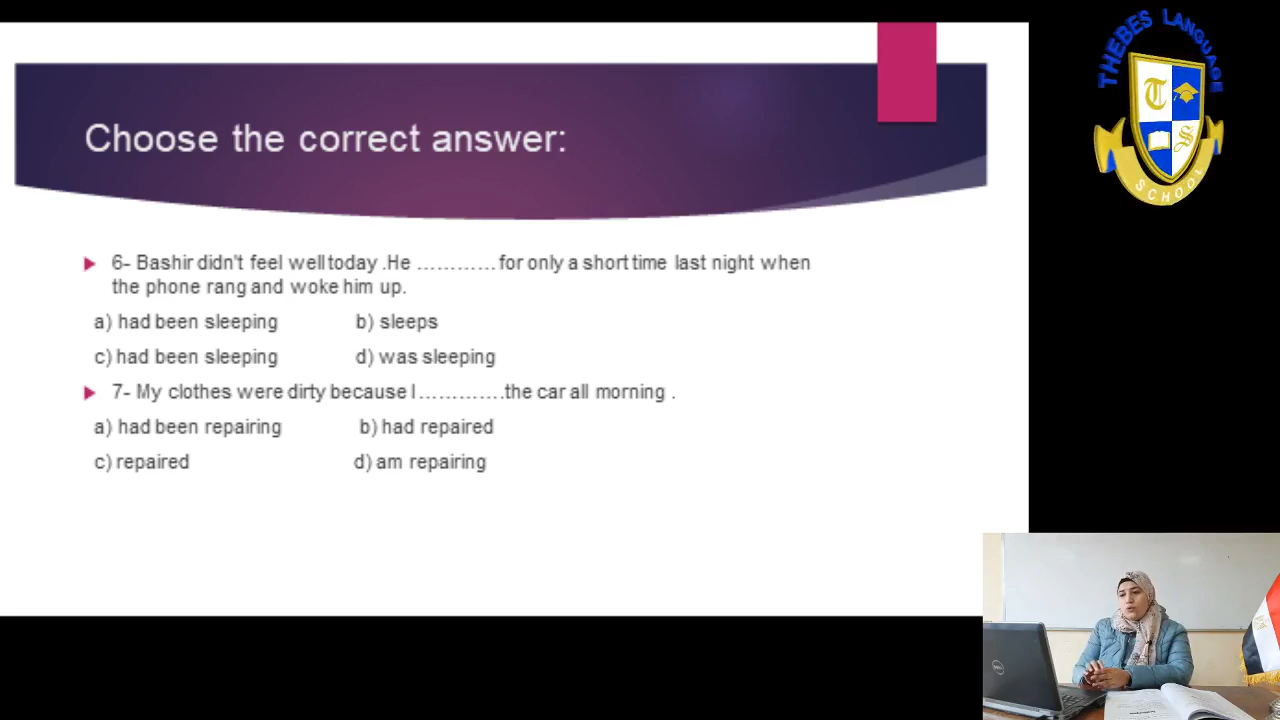 THEBES LANGUAGE
T
S
SCHOOL
Choose the correct answer:
6- Bashir didn't feel well today .He ………… for only a short time last night when
the phone rang and woke him up.
a) had been sleeping b) sleeps
c) had been sleeping d) was sleeping
7- My clothes were dirty because I………….the car all morning .
a) had been repairing b) had repaired
c) repaired d) am repairing